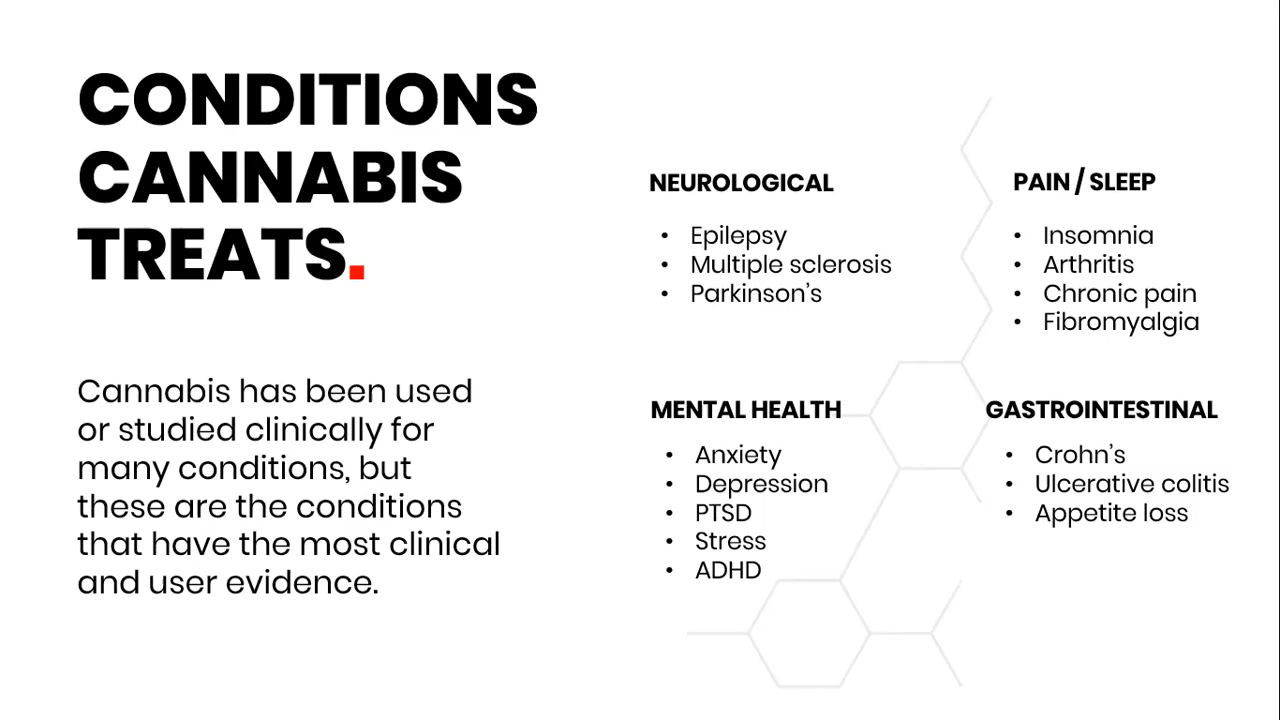 CONDITIONS
CANNABIS
TREATS.
Cannabis has been used
or studied clinically for
many conditions, but
these are the conditions
that have the most clinical
and user evidence.
NEUROLOGICAL
• Epilepsy
• Multiple sclerosis
• Parkinson's
PAIN / SLEEP
• Insomnia
• Arthritis
• Chronic pain
• Fibromyalgia
MENTAL HEALTH
• Anxiety
• Depression
• PTSD
• Stress
• ADHD
GASTROINTESTINAL
• Crohn's
• Ulcerative colitis
• Appetite loss